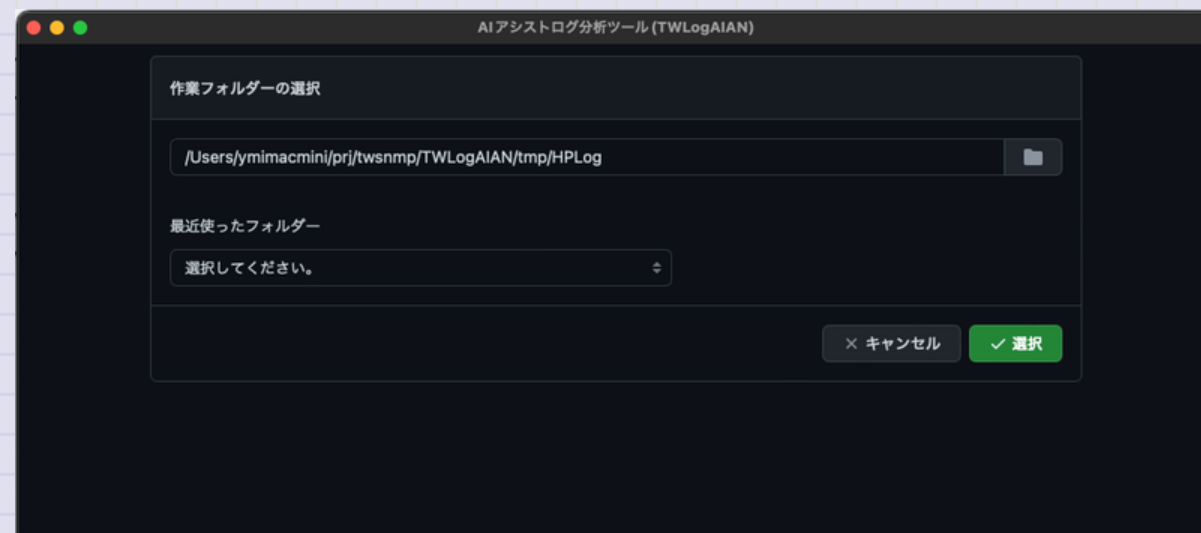 AIアシストログ分析ツール(TWLogAIAN)
作業フォルダーの選択
/Users/ymimacmini/prj/twsnmp/TWLogAIAN/tmp/HPLog
最近使ったフォルダー
選択してください。
キャンセル
選択